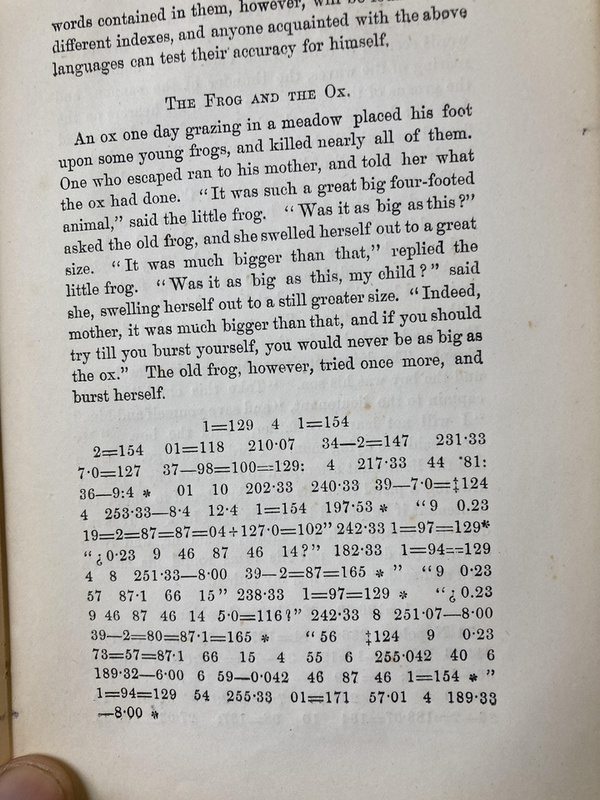 words contained in them, however,
different indexes, and anyone acquainted with the above
languages can test their accuracy for himself.
THE FROG AND THE OX.
An ox one day grazing in a meadow placed his foot
upon some young frogs, and killed nearly all of them.
One who escaped ran to his mother, and told her what
the ox had done. “It was such a great big four-footed
animal,” said the little frog. “Was it as big as this?”
asked the old frog, and she swelled herself out to a great
size. “It was much bigger than that,” replied the
little frog. “Was it as big as this, my child?” said
she, swelling herself out to a still greater size. “Indeed,
mother, it was much bigger than that, and if you should
try till you burst yourself, you would never be as big as
the ox.” The old frog, however, tried once more, and
burst herself.
1=129 4 1=154
2=154 01=118 210·07 34—2=147 231·33
7·0=127 37—98=100=129: 4 217·33 44 ·81:
36—9:4 * 01 10 202·33 240·33 39—7·0=‡124
4 253·33—8·4 12·4 1=154 197·53 * “9 0.23
19=2=87=87=04÷127·0=102” 242·33 1=97=129*
“¿0·23 9 46 87 46 14?” 182·33 1=94==129
4 8 251·33—8·00 39—2=87=165 * ” “9 0·23
57 87·1 66 15” 238·33 1=97=129 * “¿0.23
9 46 87 46 14 5·0=116?” 242·33 8 251·07—8·00
39—2=80=87·1=165 * “56 ‡124 9 0·23
73=57=87·1 66 15 4 55 6 255·042 40 6
189·32—6·00 6 59—0·042 46 87 46 1=154 * ”
1=94=129 54 255·33 01=171 57·01 4 189·33
—8·00 *